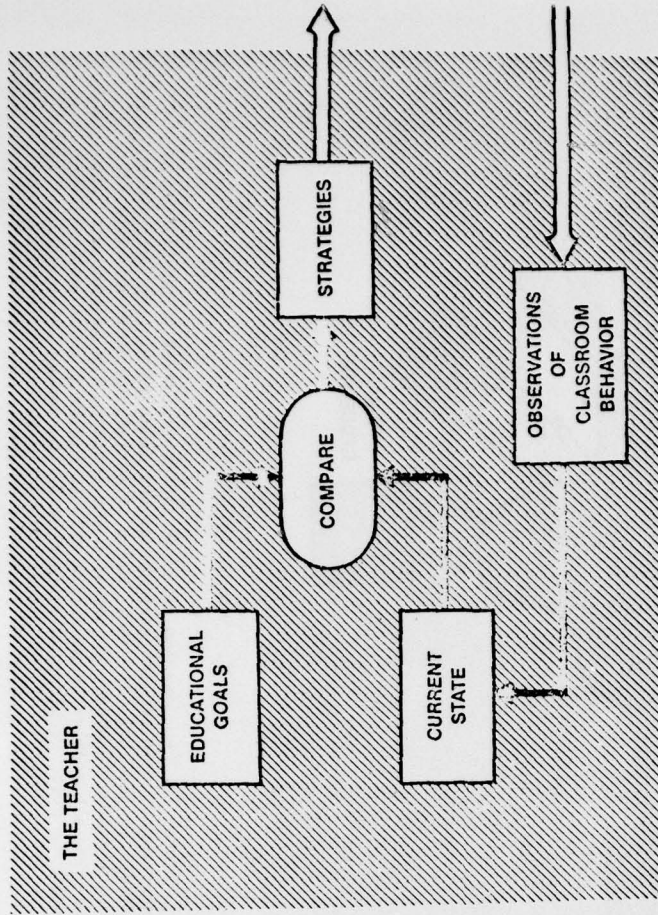 THE TEACHER
EDUCATIONAL
GOALS
COMPARE
STRATEGIES
CURRENT
STATE
OBSERVATIONS
OF
CLASSROOM
BEHAVIOR